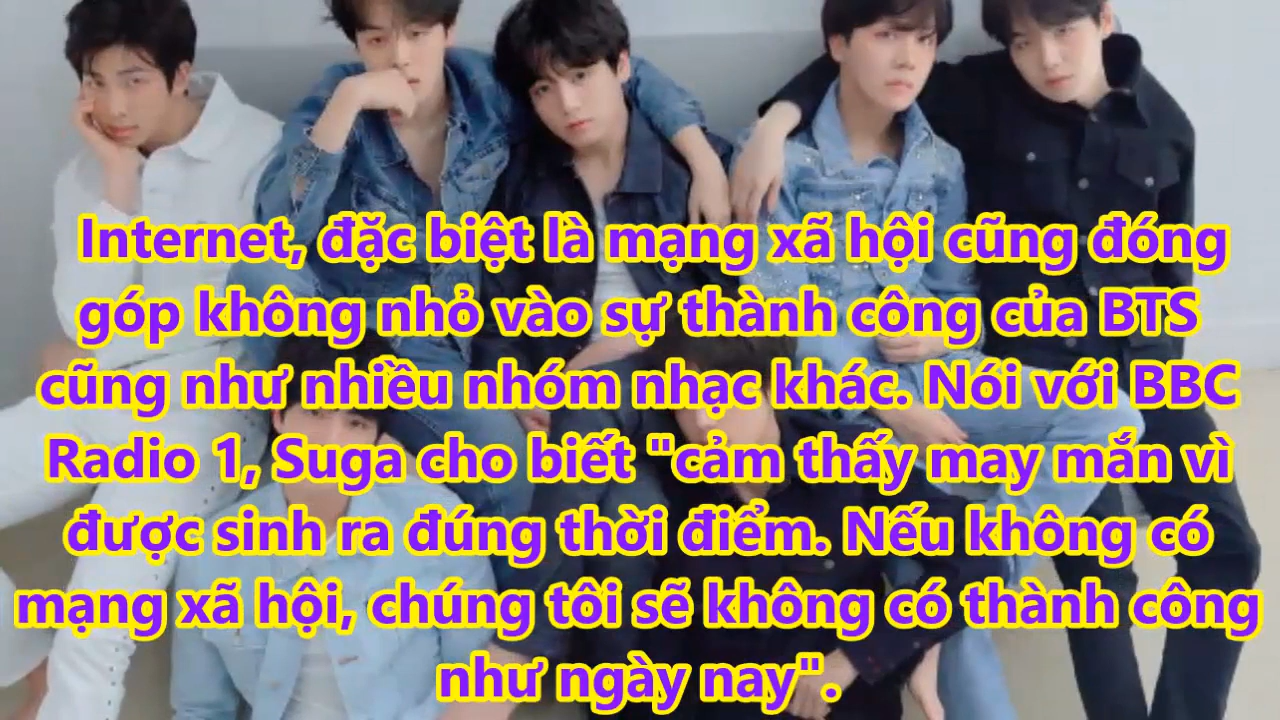 Internet, đặc biệt là mạng xã hội cũng đóng
góp không nhỏ vào sự thành công của BTS
cũng như nhiều nhóm nhạc khác. Nói với BBC
Radio 1, Suga cho biết "cảm thấy may mắn vì
được sinh ra đúng thời điểm. Nếu không có
mạng xã hội, chúng tôi sẽ không có thành công
như ngày nay".